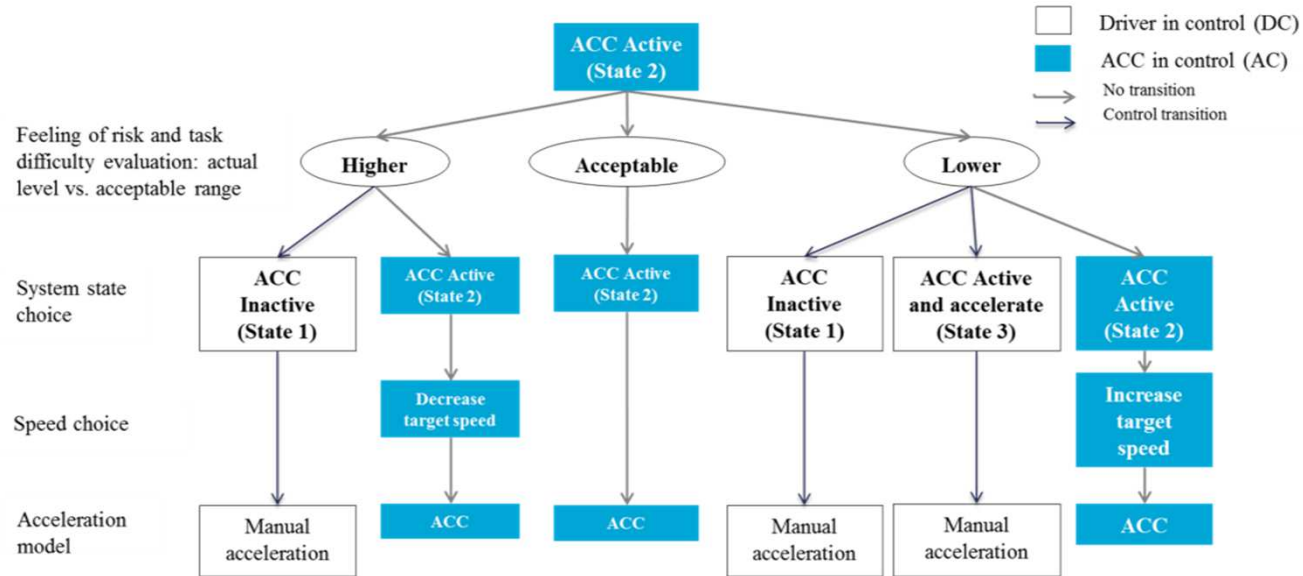 Driver in control (DC)
ACC in control (AC)
No transition
Control transition
ACC Active
(State 2)
Feeling of risk and task
difficulty evaluation: actual
level vs. acceptable range
Higher
Acceptable
Lower
System state
choice
ACC
Inactive
(State 1)
ACC Active
(State 2)
ACC Active
(State 2)
ACC
Inactive
(State 1)
ACC Active
and accelerate
(State 3)
ACC
Active
(State 2)
Speed choice
Decrease
target speed
Increase
target
speed
Acceleration
model
Manual
acceleration
ACC
ACC
Manual
acceleration
Manual
acceleration
ACC